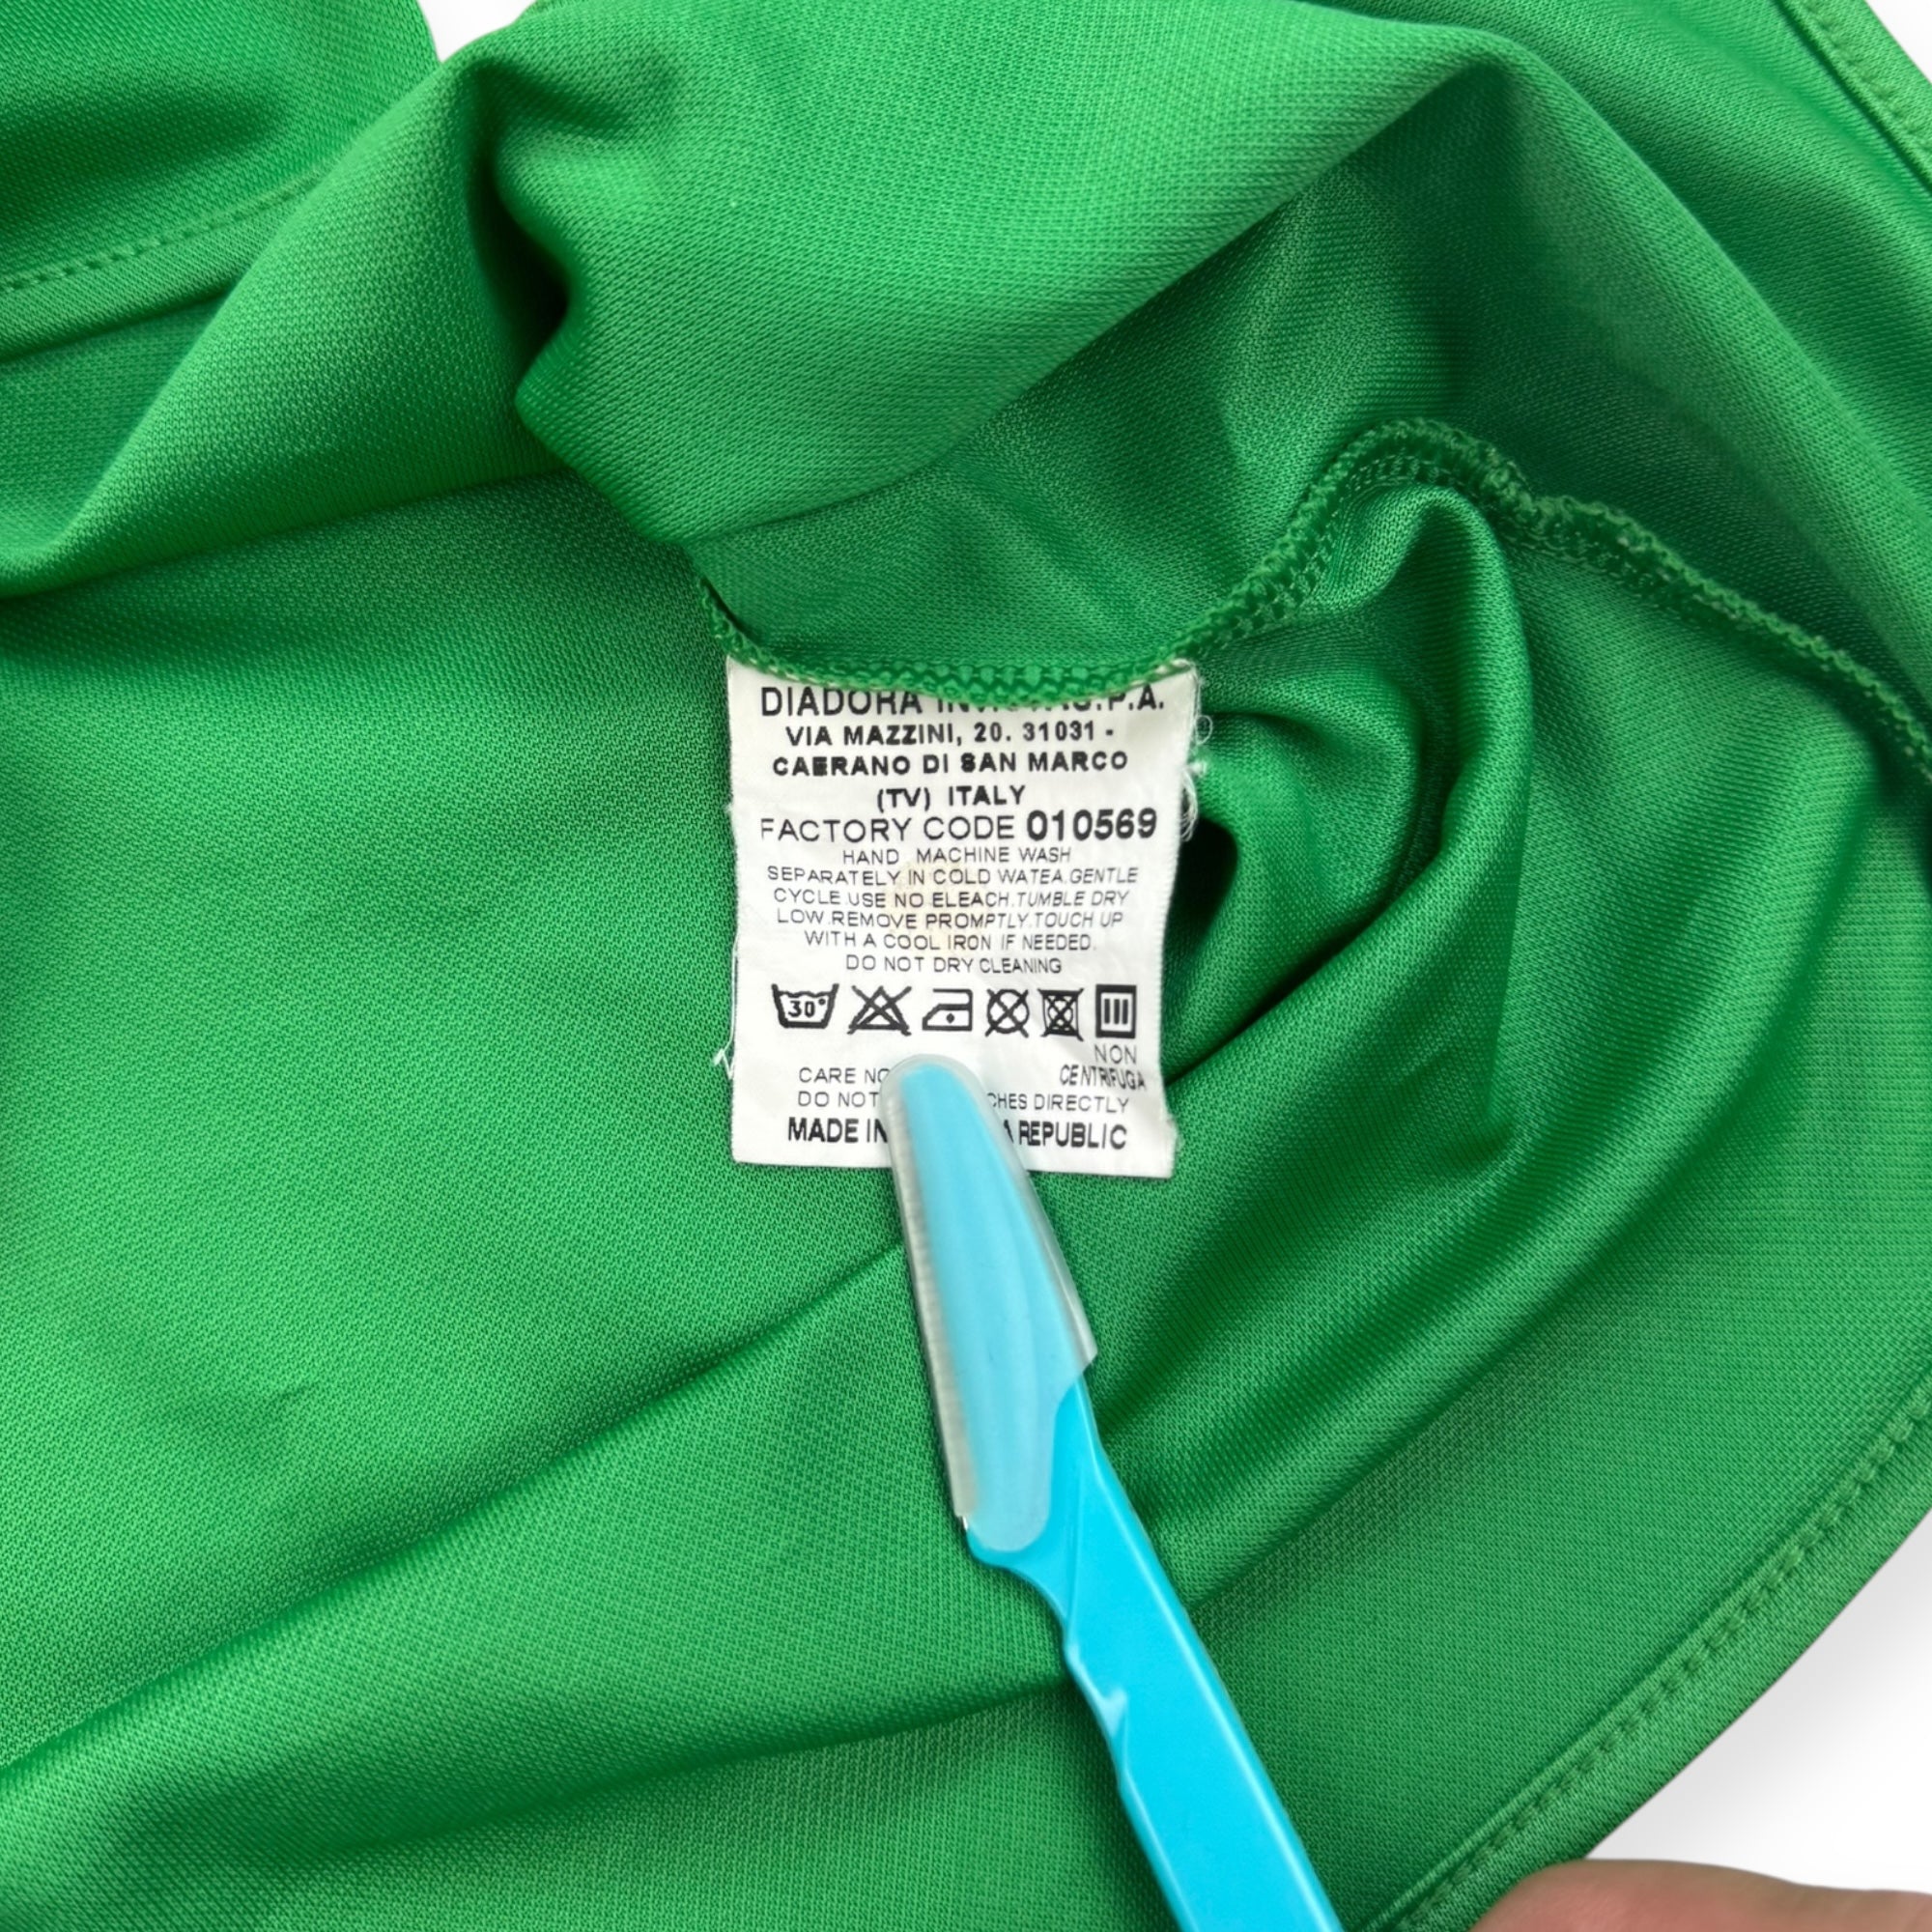 DIADORA S.P.A.
VIA MAZZINI, 20. 31031 -
CAERANO DI SAN MARCO
(TV) ITALY
FACTORY CODE 010569
HAND MACHINE WASH
SEPARATELY IN COLD WATEA.GENTLE
CYCLE.USE NO ELEACH.TUMBLE DRY
LOW.REMOVE PROMPTLY.TOUCH UP
WITH A COOL IRON IF NEEDED.
DO NOT DRY CLEANING
30°
NON
CENTRIFUGA
CARE
DO NOT DIRECTLY
MADE IN REPUBLIC